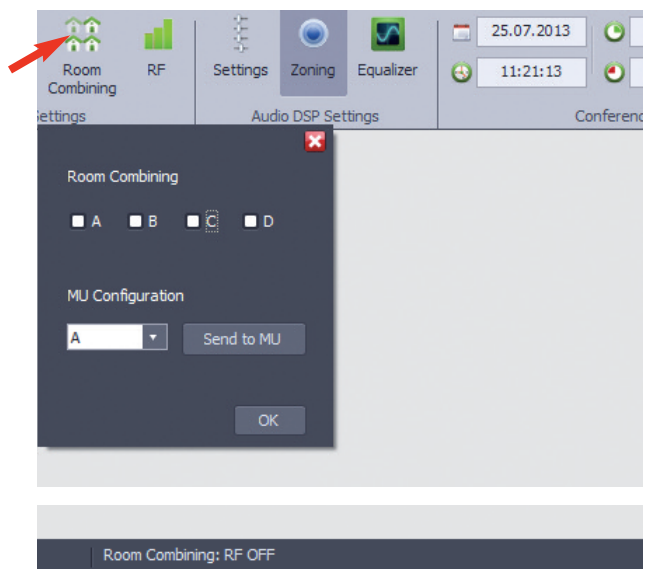 25.07.2013
Room Combining
RF
Settings
Zoning
Equalizer
11:21:13
ettings
Audio DSP Settings
Conferenc
Room Combining
A B C D
MU Configuration
A
Send to MU
OK
Room Combining: RF OFF